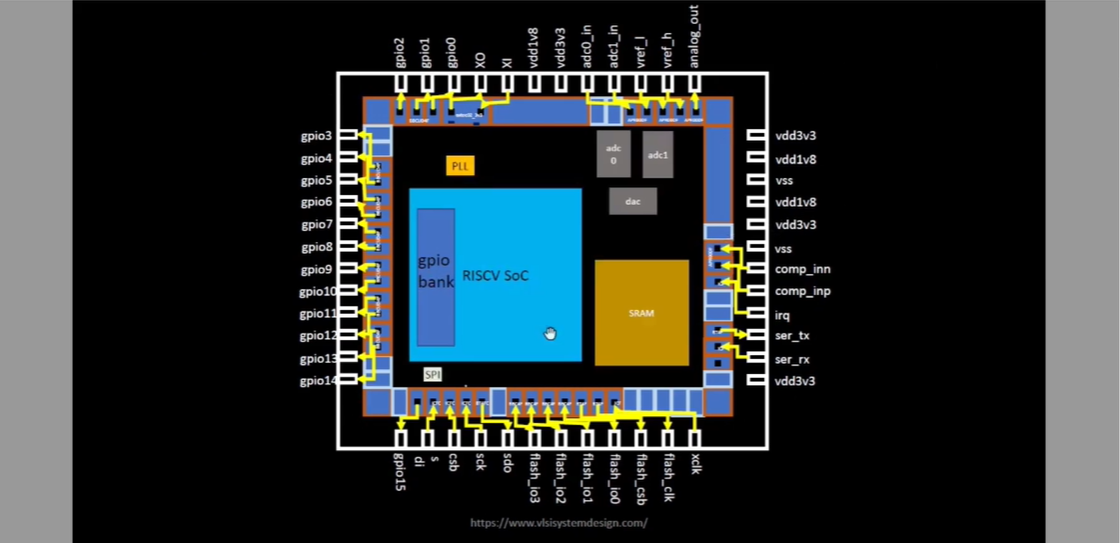 gpio2
gpio1
gpio0
XO
XI
vdd1v8
vdd3v3
adc0_in
adc1_in
vref_l
vref_h
analog_out
gpio3
gpio4
gpio5
gpio6
gpio7
gpio8
gpio9
gpio10
gpio11
gpio12
gpio13
gpio14
PLL
adc
0
adc1
dac
gpio
bank
RISCV SoC
SRAM
SPI
vdd3v3
vdd1v8
vss
vdd1v8
vdd3v3
vss
comp_inn
comp_inp
irq
ser_tx
ser_rx
vdd3v3
gpio15
di
s
csb
sck
sdo
flash_io3
flash_io2
flash_io1
flash_io0
flash_csb
flash_clk
xclk
https://www.vlsisystemdesign.com/